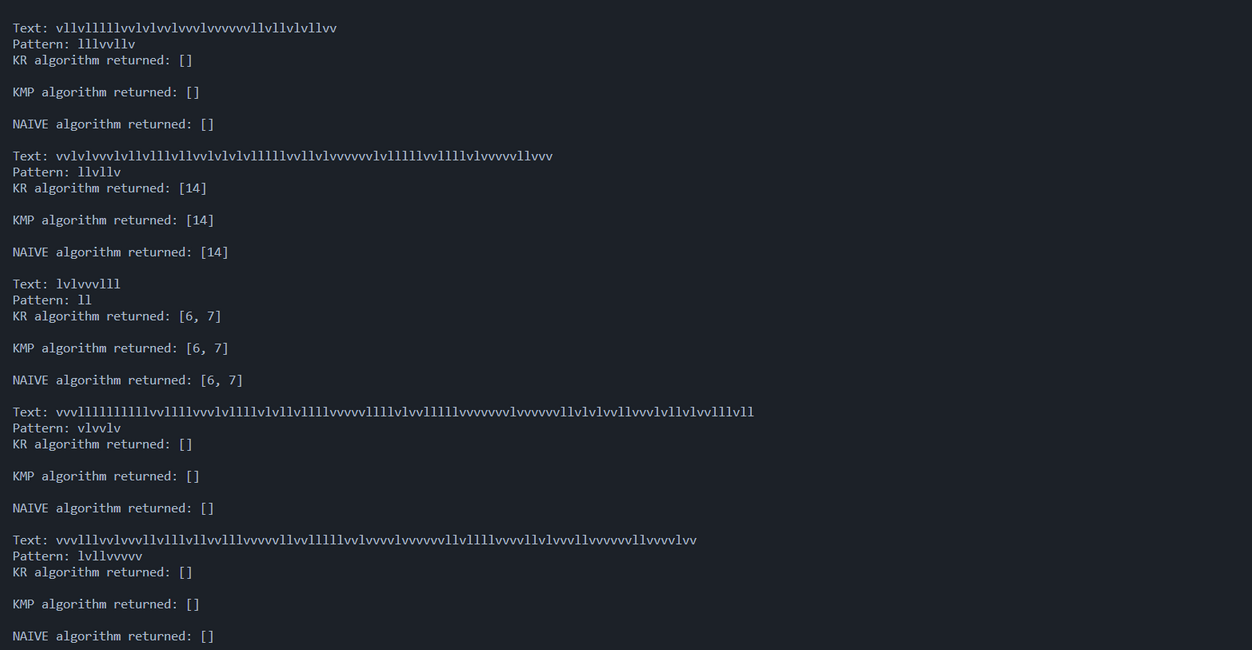 Text: vllvlllllvvlvlvvlvvvlvvvvvvllvllvlvllvv
Pattern: lllvvllv
KR algorithm returned: []
KMP algorithm returned: []
NAIVE algorithm returned: []
Text: vvlvlvvvlvllvlllvllvvlvlvlvlllllvvllvlvvvvvvlvlllllvvllllvlvvvvvllvvv
Pattern: llvllv
KR algorithm returned: [14]
KMP algorithm returned: [14]
NAIVE algorithm returned: [14]
Text: lvlvvvlll
Pattern: ll
KR algorithm returned: [6, 7]
KMP algorithm returned: [6, 7]
NAIVE algorithm returned: [6, 7]
Text: vvvllllllllllvvllllvvvlvllllvlvllvllllvvvvvllllvlvvlllllvvvvvvvlvvvvvvllvlvlvvllvvvlvllvlvvlllvll
Pattern: vlvvlv
KR algorithm returned: []
KMP algorithm returned: []
NAIVE algorithm returned: []
Text: vvvlllvvlvvvllvlllvllvvlllvvvvvllvvlllllvvlvvvvlvvvvvvllvllllvvvvllvlvvvllvvvvvvllvvvvlvv
Pattern: lvllvvvvv
KR algorithm returned: []
KMP algorithm returned: []
NAIVE algorithm returned: []